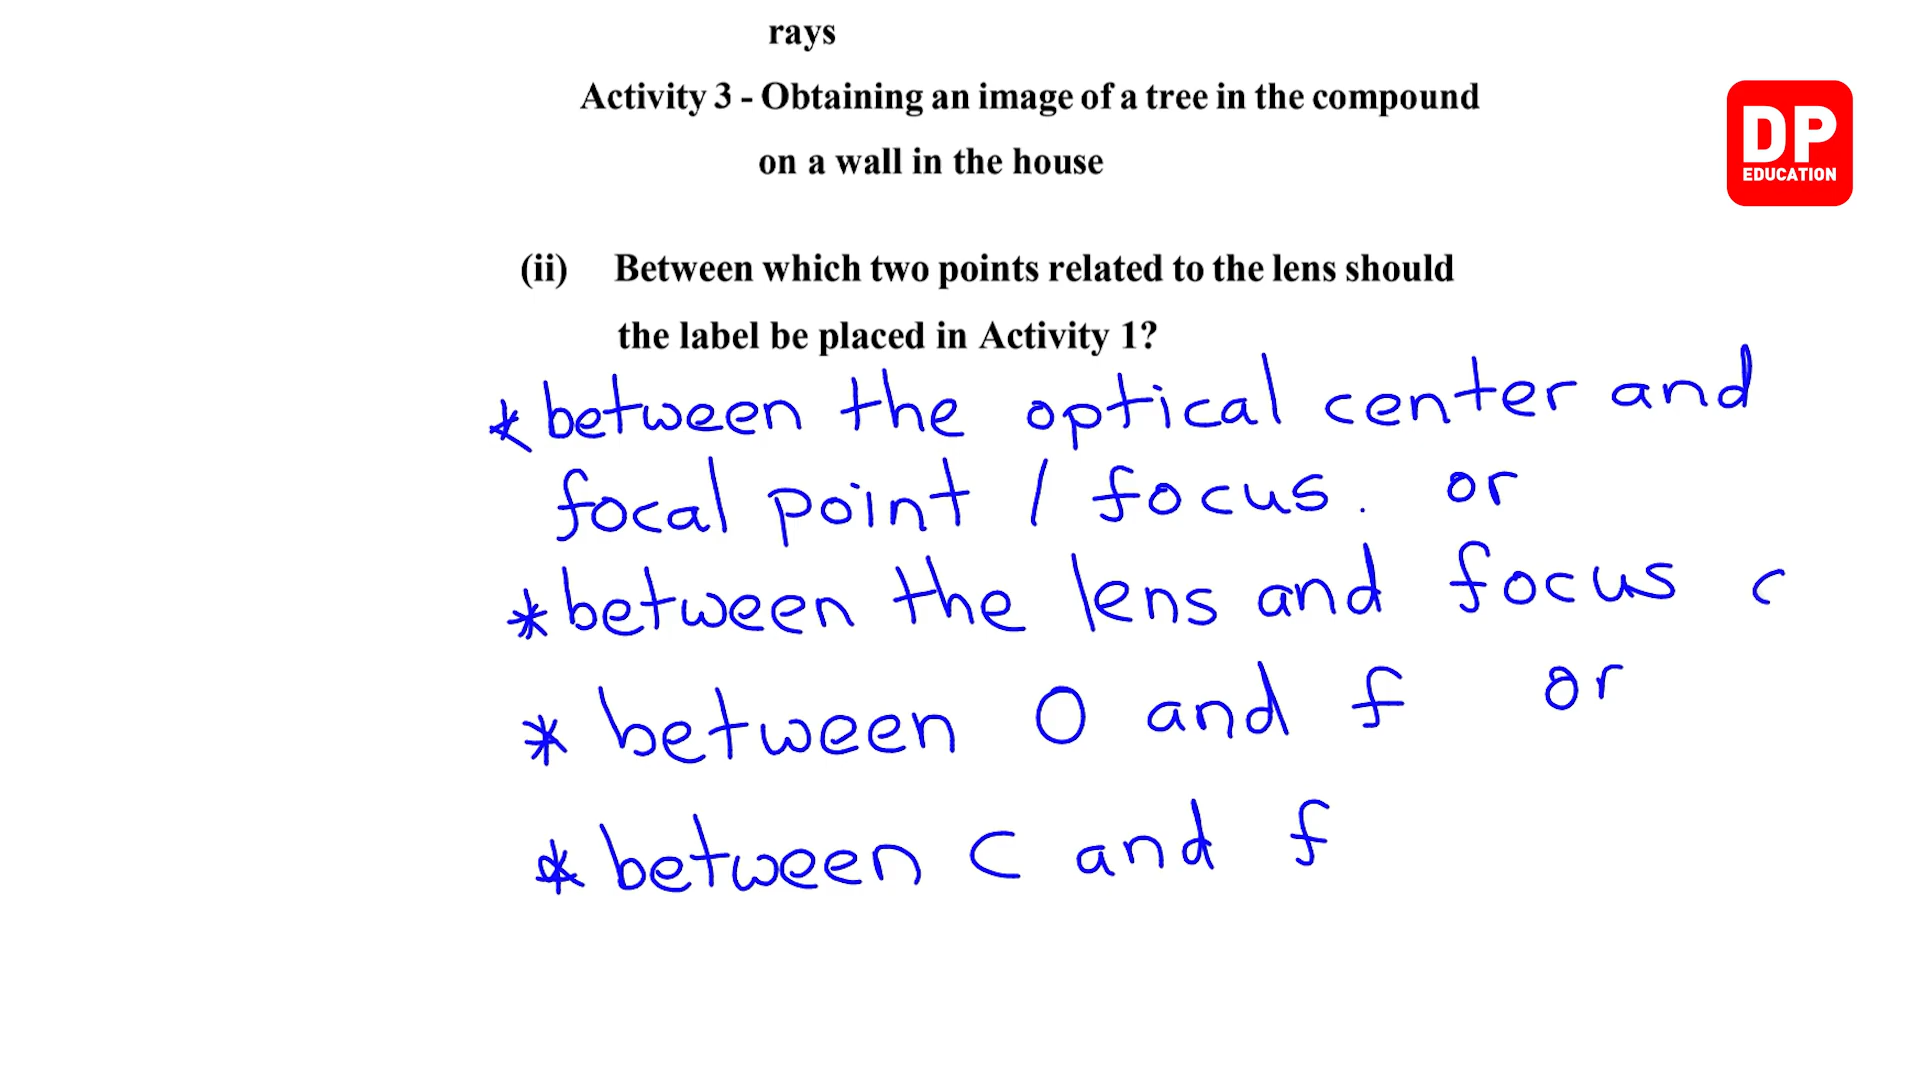 rays
Activity 3 - Obtaining an image of a tree in the compound
on a wall in the house
DP
EDUCATION
(ii) Between which two points related to the lens should
the label be placed in Activity 1?
* between the optical center and
focal point / focus. or
* between the lens and focus c
* between O and f or
* between c and f